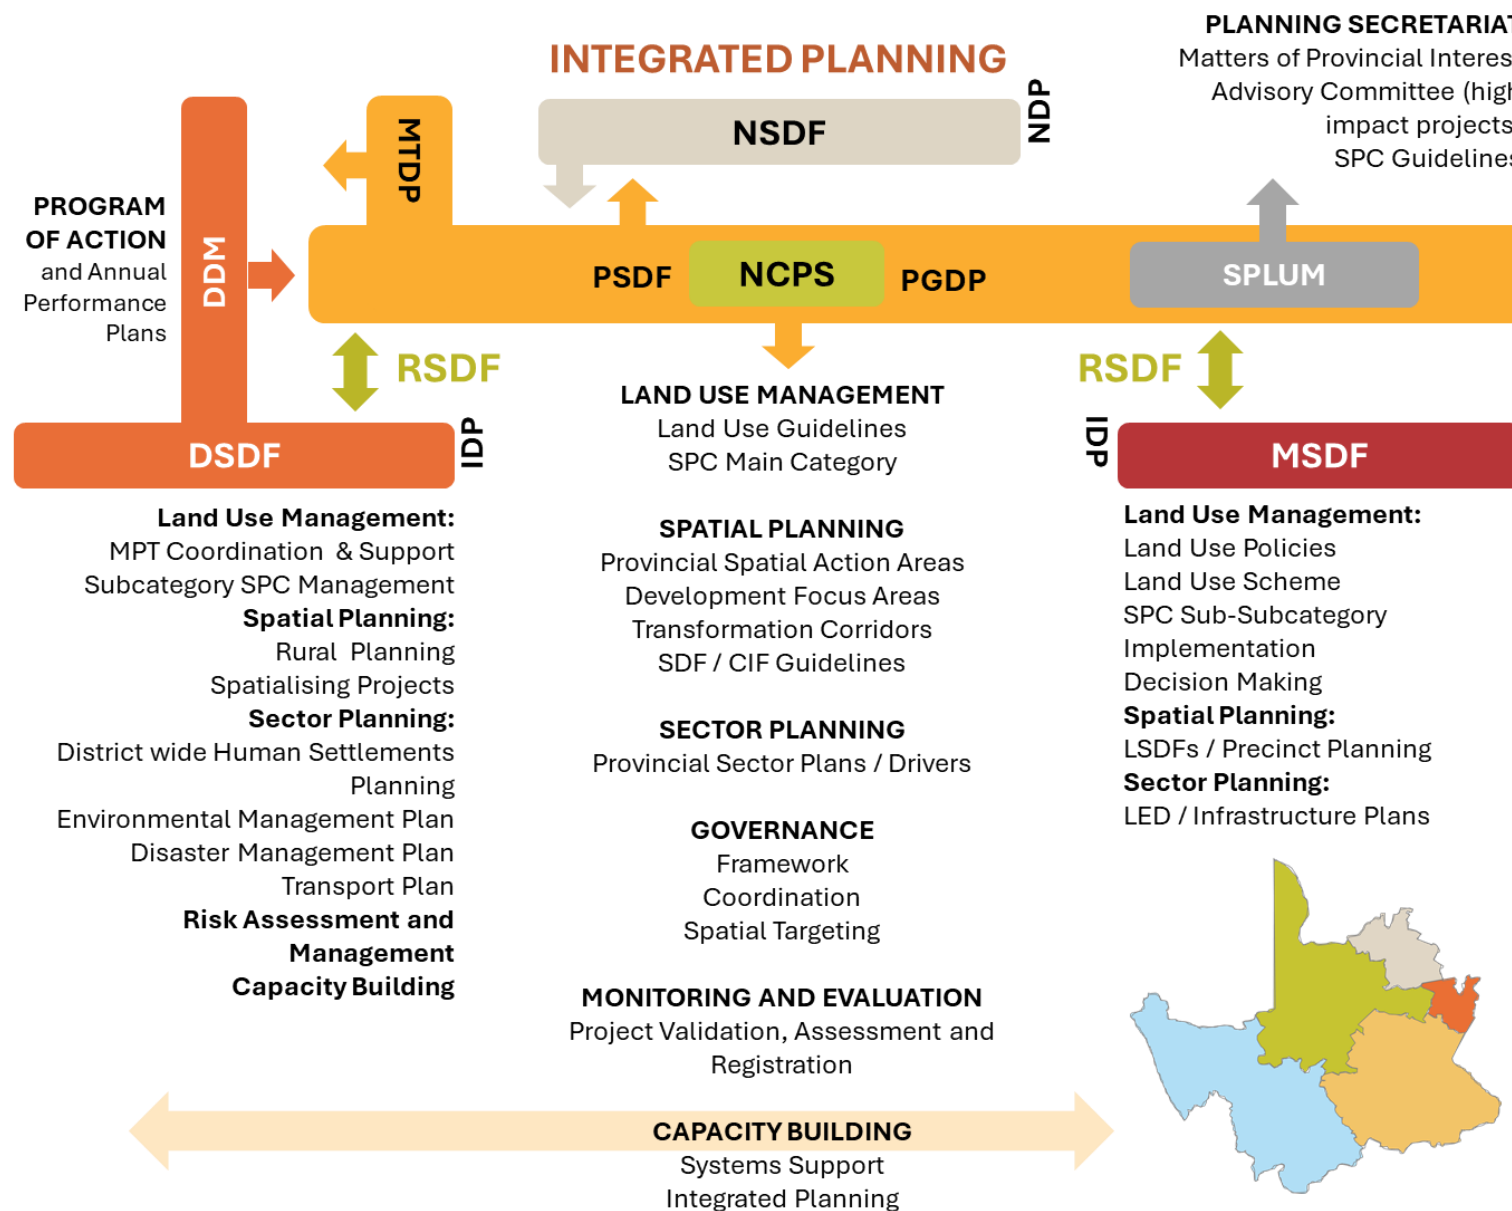 PLANNING SECRETARIAT
Matters of Provincial Interes
Advisory Committee (high
impact projects
SPC Guidelines
INTEGRATED PLANNING
NSDF
NDP
MTDP
DDM
PROGRAM
OF ACTION
and Annual
Performance
Plans
PSDF
NCPS
PGDP
SPLUM
RSDF
RSDF
DSDF
IDP
IDP
MSDF
Land Use Management:
MPT Coordination & Support
Subcategory SPC Management
Spatial Planning:
Rural Planning
Spatialising Projects
Sector Planning:
District wide Human Settlements
Planning
Environmental Management Plan
Disaster Management Plan
Transport Plan
Risk Assessment and
Management
Capacity Building
LAND USE MANAGEMENT
Land Use Guidelines
SPC Main Category
SPATIAL PLANNING
Provincial Spatial Action Areas
Development Focus Areas
Transformation Corridors
SDF / CIF Guidelines
SECTOR PLANNING
Provincial Sector Plans / Drivers
GOVERNANCE
Framework
Coordination
Spatial Targeting
MONITORING AND EVALUATION
Project Validation, Assessment and
Registration
CAPACITY BUILDING
Systems Support
Integrated Planning
Land Use Management:
Land Use Policies
Land Use Scheme
SPC Sub-Subcategory
Implementation
Decision Making
Spatial Planning:
LSDFs / Precinct Planning
Sector Planning:
LED / Infrastructure Plans